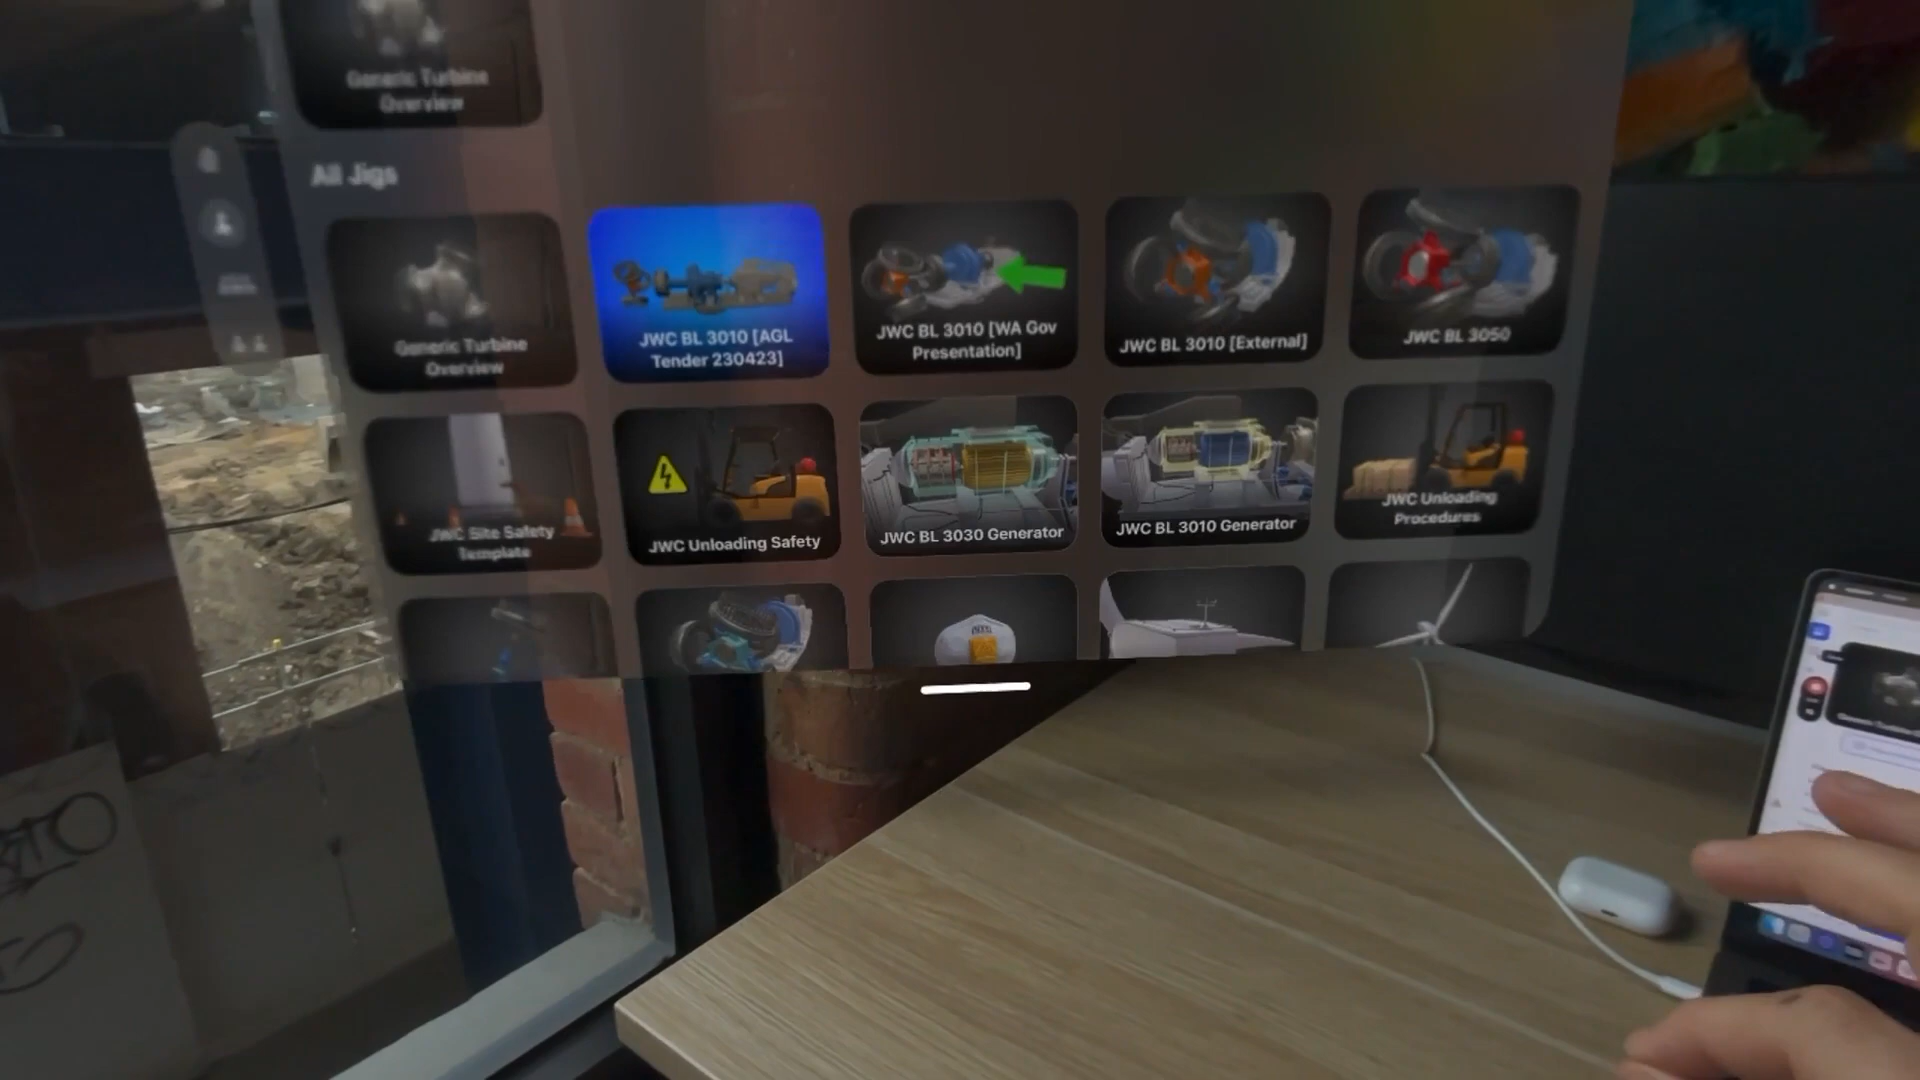 Generic Turbine
Overview
All Jigs
Generic Turbine
Overview
JWC BL 3010 [AGL
Tender 230423]
JWC BL 3010 [WA Gov
Presentation]
JWC BL 3010 [External]
JWC BL 3050
JWC Site Safety
Template
JWC Unloading Safety
JWC BL 3030 Generator
JWC BL 3010 Generator
JWC Unloading
Procedures